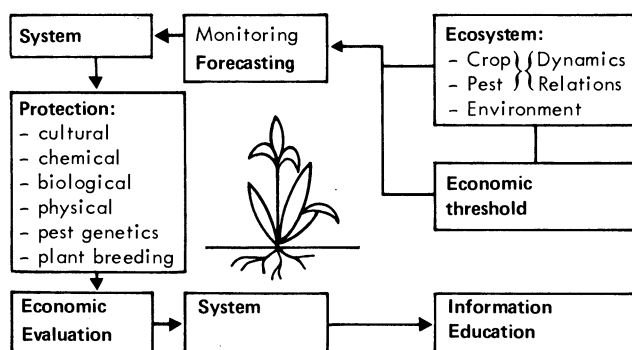 System
Monitoring
Forecasting
Ecosystem:
- Crop}{Dynamics
- Pest }{Relations
- Environment
Protection:
- cultural
- chemical
- biological
- physical
- pest genetics
- plant breeding
Economic
threshold
Economic
Evaluation
System
Information
Education